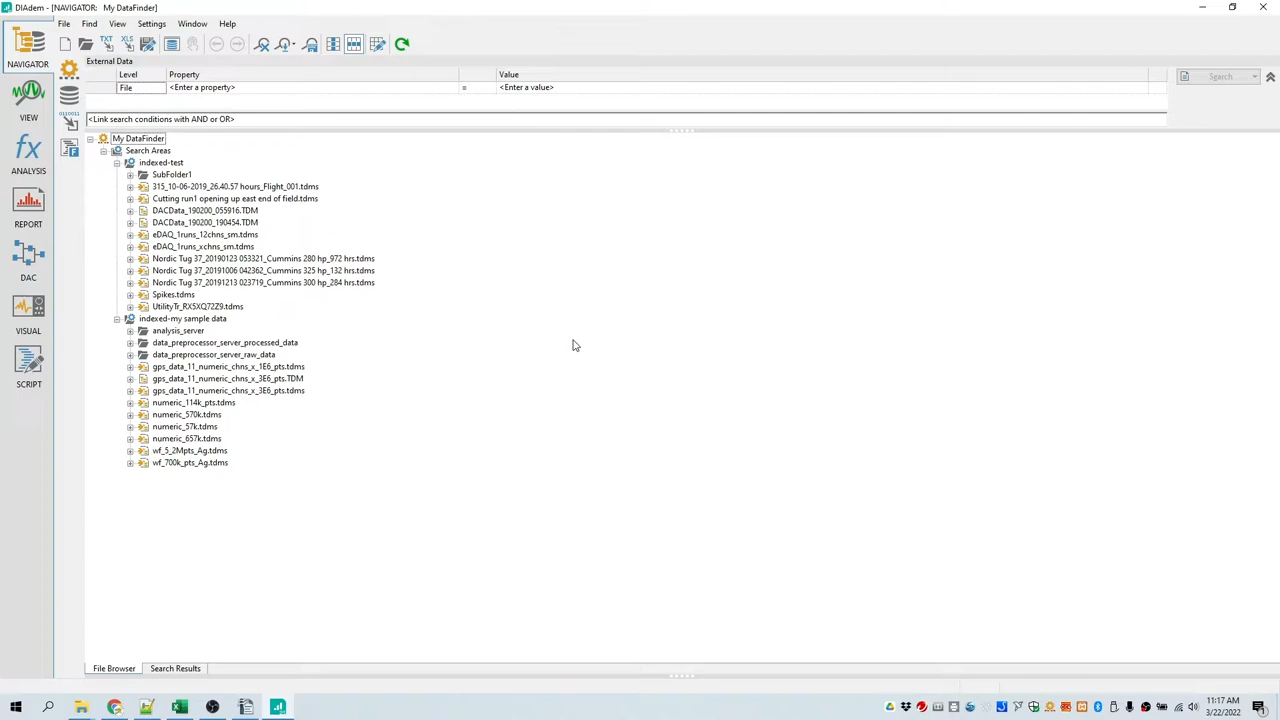 DIAdem - [NAVIGATOR:   My DataFinder]
File Find View Settings Window Help
NAVIGATOR
VIEW
ANALYSIS
REPORT
DAC
VISUAL
SCRIPT
TXT XLS
External Data
Level Property Value
File <Enter a property> = <Enter a value>
Search
<Link search conditions with AND or OR>
My DataFinder
Search Areas
indexed-test
SubFolder1
315_10-06-2019_26.40.57 hours_Flight_001.tdms
Cutting run1 opening up east end of field.tdms
DACData_190200_055916.TDM
DACData_190200_190454.TDM
eDAQ_1runs_12chns_sm.tdms
eDAQ_1runs_xchns_sm.tdms
Nordic Tug 37_20190123 053321_Cummins 280 hp_972 hrs.tdms
Nordic Tug 37_20191006 042362_Cummins 325 hp_132 hrs.tdms
Nordic Tug 37_20191213 023719_Cummins 300 hp_284 hrs.tdms
Spikes.tdms
UtilityTr_RX5XQ72Z9.tdms
indexed-my sample data
analysis_server
data_preprocessor_server_processed_data
data_preprocessor_server_raw_data
gps_data_11_numeric_chns_x_1E6_pts.tdms
gps_data_11_numeric_chns_x_3E6_pts.TDM
gps_data_11_numeric_chns_x_3E6_pts.tdms
numeric_114k_pts.tdms
numeric_570k.tdms
numeric_57k.tdms
numeric_657k.tdms
wf_5_2Mpts_Ag.tdms
wf_700k_pts_Ag.tdms
File Browser Search Results
11:17 AM
3/22/2022